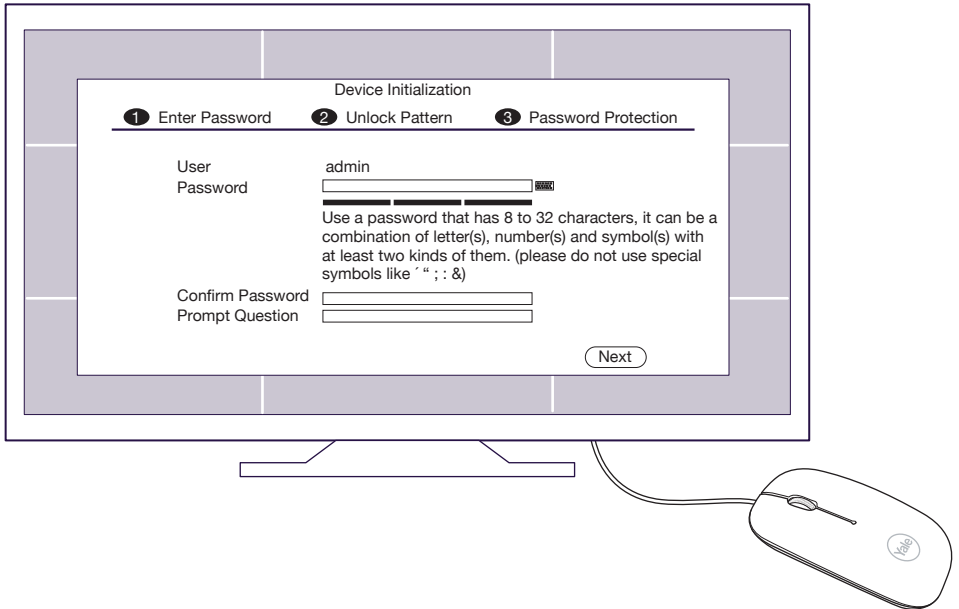 Device Initialization
1 Enter Password 2 Unlock Pattern 3 Password Protection
User admin
Password
Use a password that has 8 to 32 characters, it can be a
combination of letter(s), number(s) and symbol(s) with
at least two kinds of them. (please do not use special
symbols like ´ “ ; : &)
Confirm Password
Prompt Question
Next
Yale